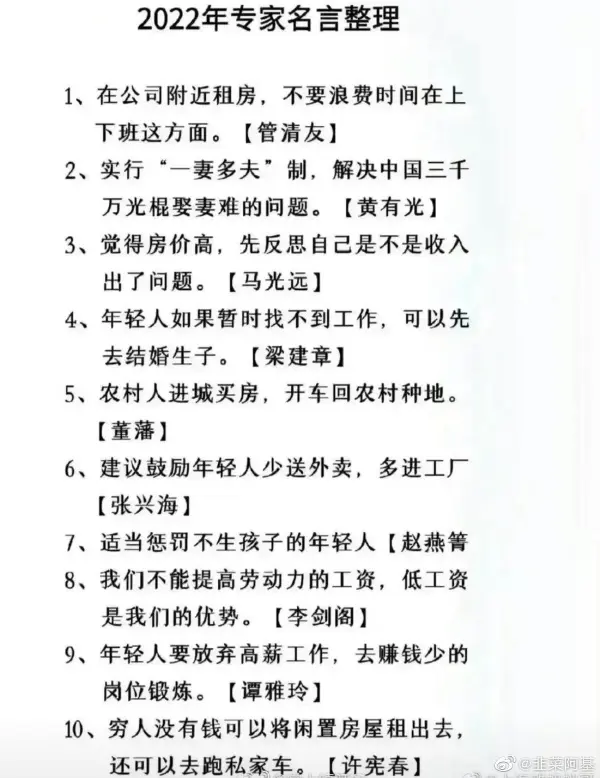 2022年专家名言整理
1、在公司附近租房，不要浪费时间在上
下班这方面。【管清友】
2、实行“一妻多夫”制，解决中国三千
万光棍娶妻难的问题。【黄有光】
3、觉得房价高，先反思自己是不是收入
出了问题。【马光远】
4、年轻人如果暂时找不到工作，可以先
去结婚生子。【梁建章】
5、农村人进城买房，开车回农村种地。
【董藩】
6、建议鼓励年轻人少送外卖，多进工厂
【张兴海】
7、适当惩罚不生孩子的年轻人【赵燕箐
8、我们不能提高劳动力的工资，低工资
是我们的优势。【李剑阁】
9、年轻人要放弃高薪工作，去赚钱少的
岗位锻炼。【谭雅玲】
10、穷人没有钱可以将闲置房屋租出去，
还可以去跑私家车。【许宪春】
@韭菜阿基